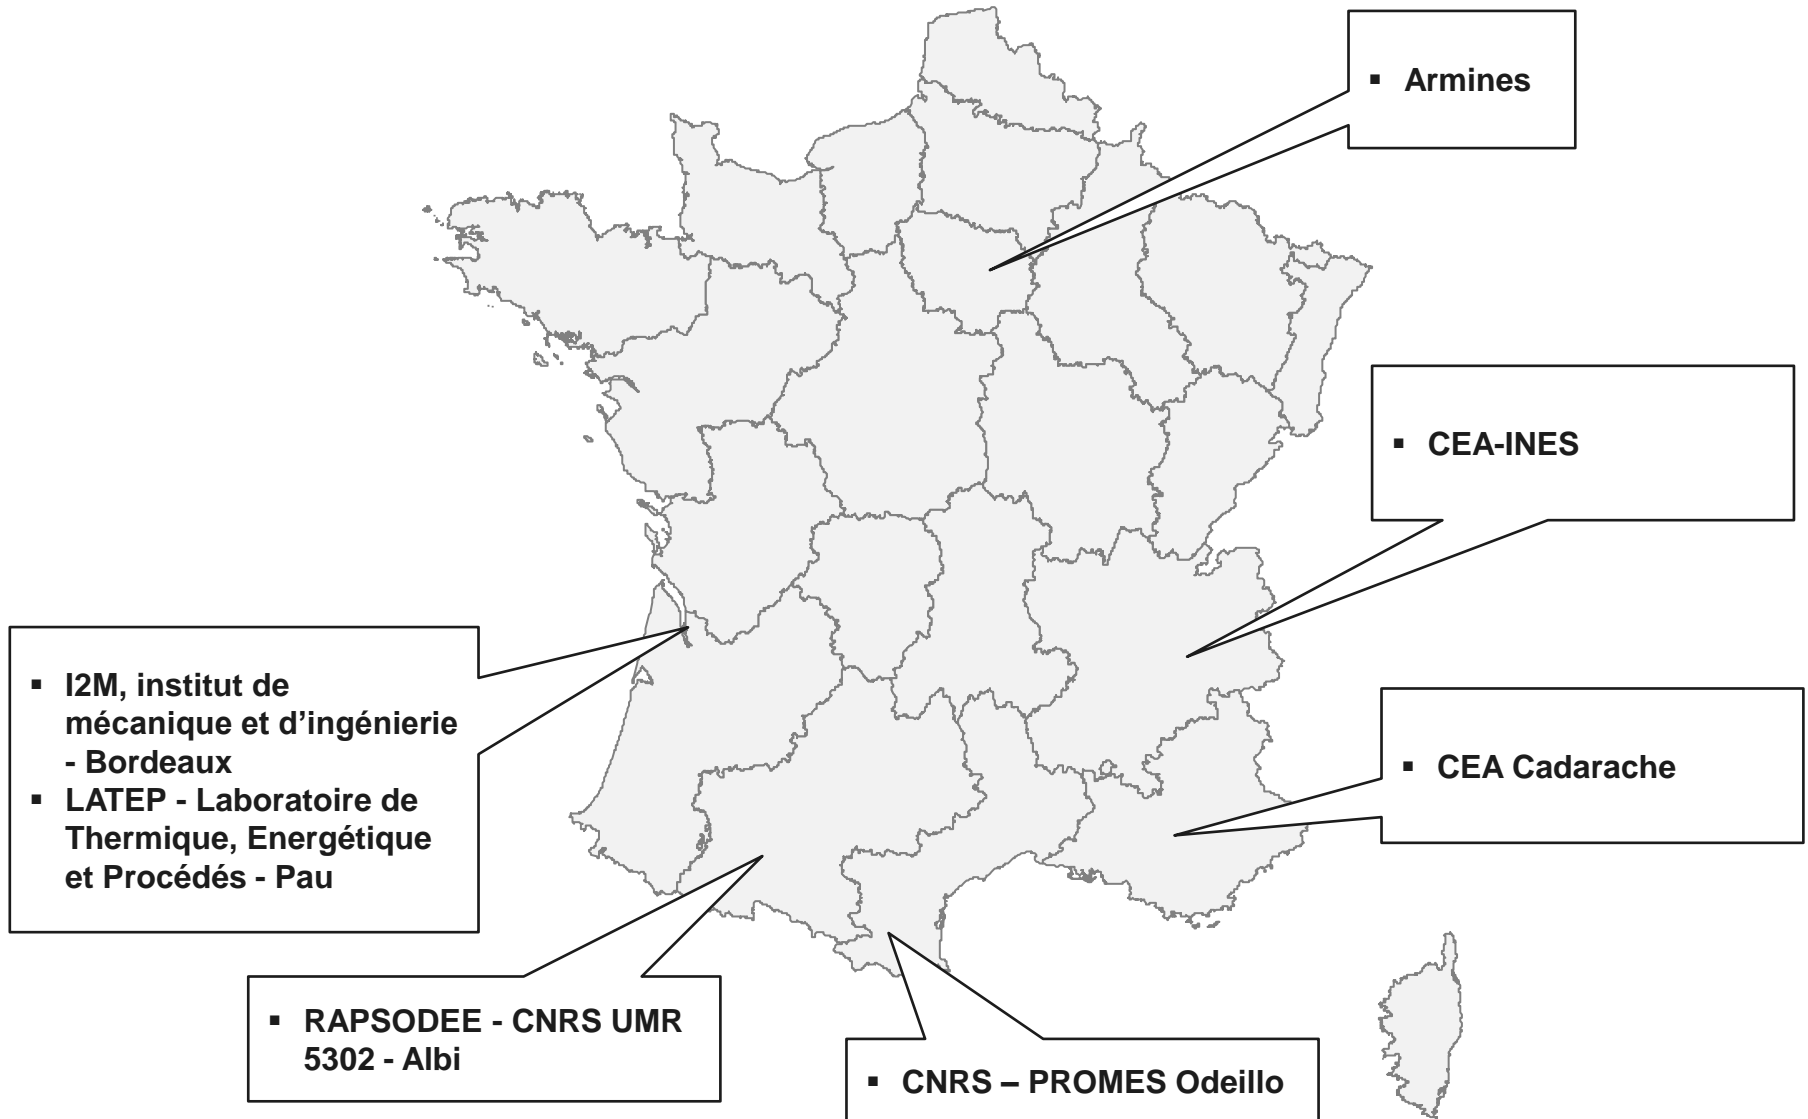 ▪ Armines
▪ CEA-INES
▪ I2M, institut de
mécanique et d’ingénierie
- Bordeaux
▪ LATEP - Laboratoire de
Thermique, Energétique
et Procédés - Pau
▪ CEA Cadarache
▪ RAPSODEE - CNRS UMR
5302 - Albi
▪ CNRS – PROMES Odeillo